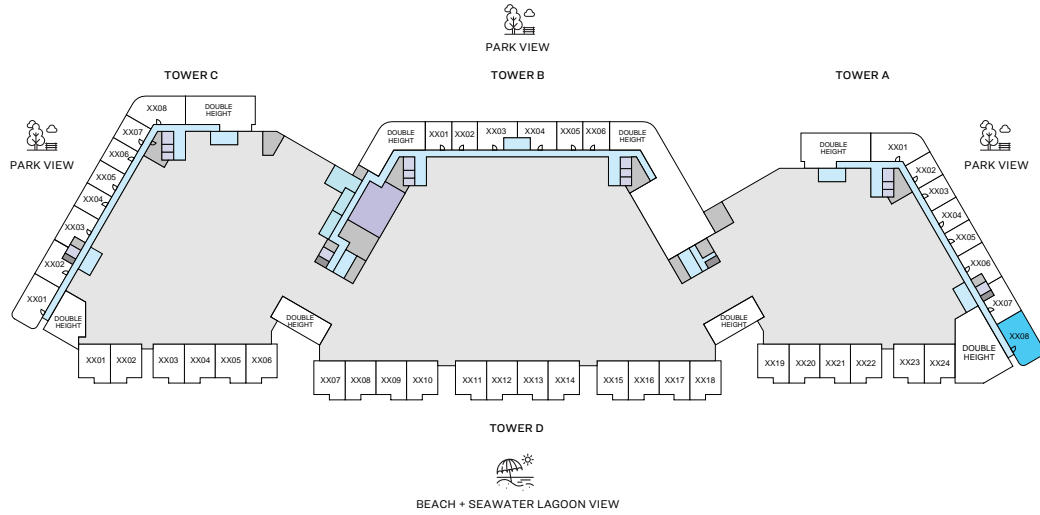 PARK VIEW
TOWER C
TOWER B
TOWER A
PARK VIEW
PARK VIEW
XX08
DOUBLE
HEIGHT
XX07
XX06
XX05
XX04
XX03
XX02
XX01
DOUBLE
HEIGHT
DOUBLE
HEIGHT
XX01
XX02
XX03
XX04
XX05
XX06
DOUBLE
HEIGHT
DOUBLE
HEIGHT
XX01
XX02
XX03
XX04
XX05
XX06
XX07
XX08
DOUBLE
HEIGHT
DOUBLE
HEIGHT
DOUBLE
HEIGHT
XX01
XX02
XX03
XX04
XX05
XX06
XX07
XX08
XX09
XX10
XX11
XX12
XX13
XX14
XX15
XX16
XX17
XX18
XX19
XX20
XX21
XX22
XX23
XX24
TOWER D
BEACH + SEAWATER LAGOON VIEW